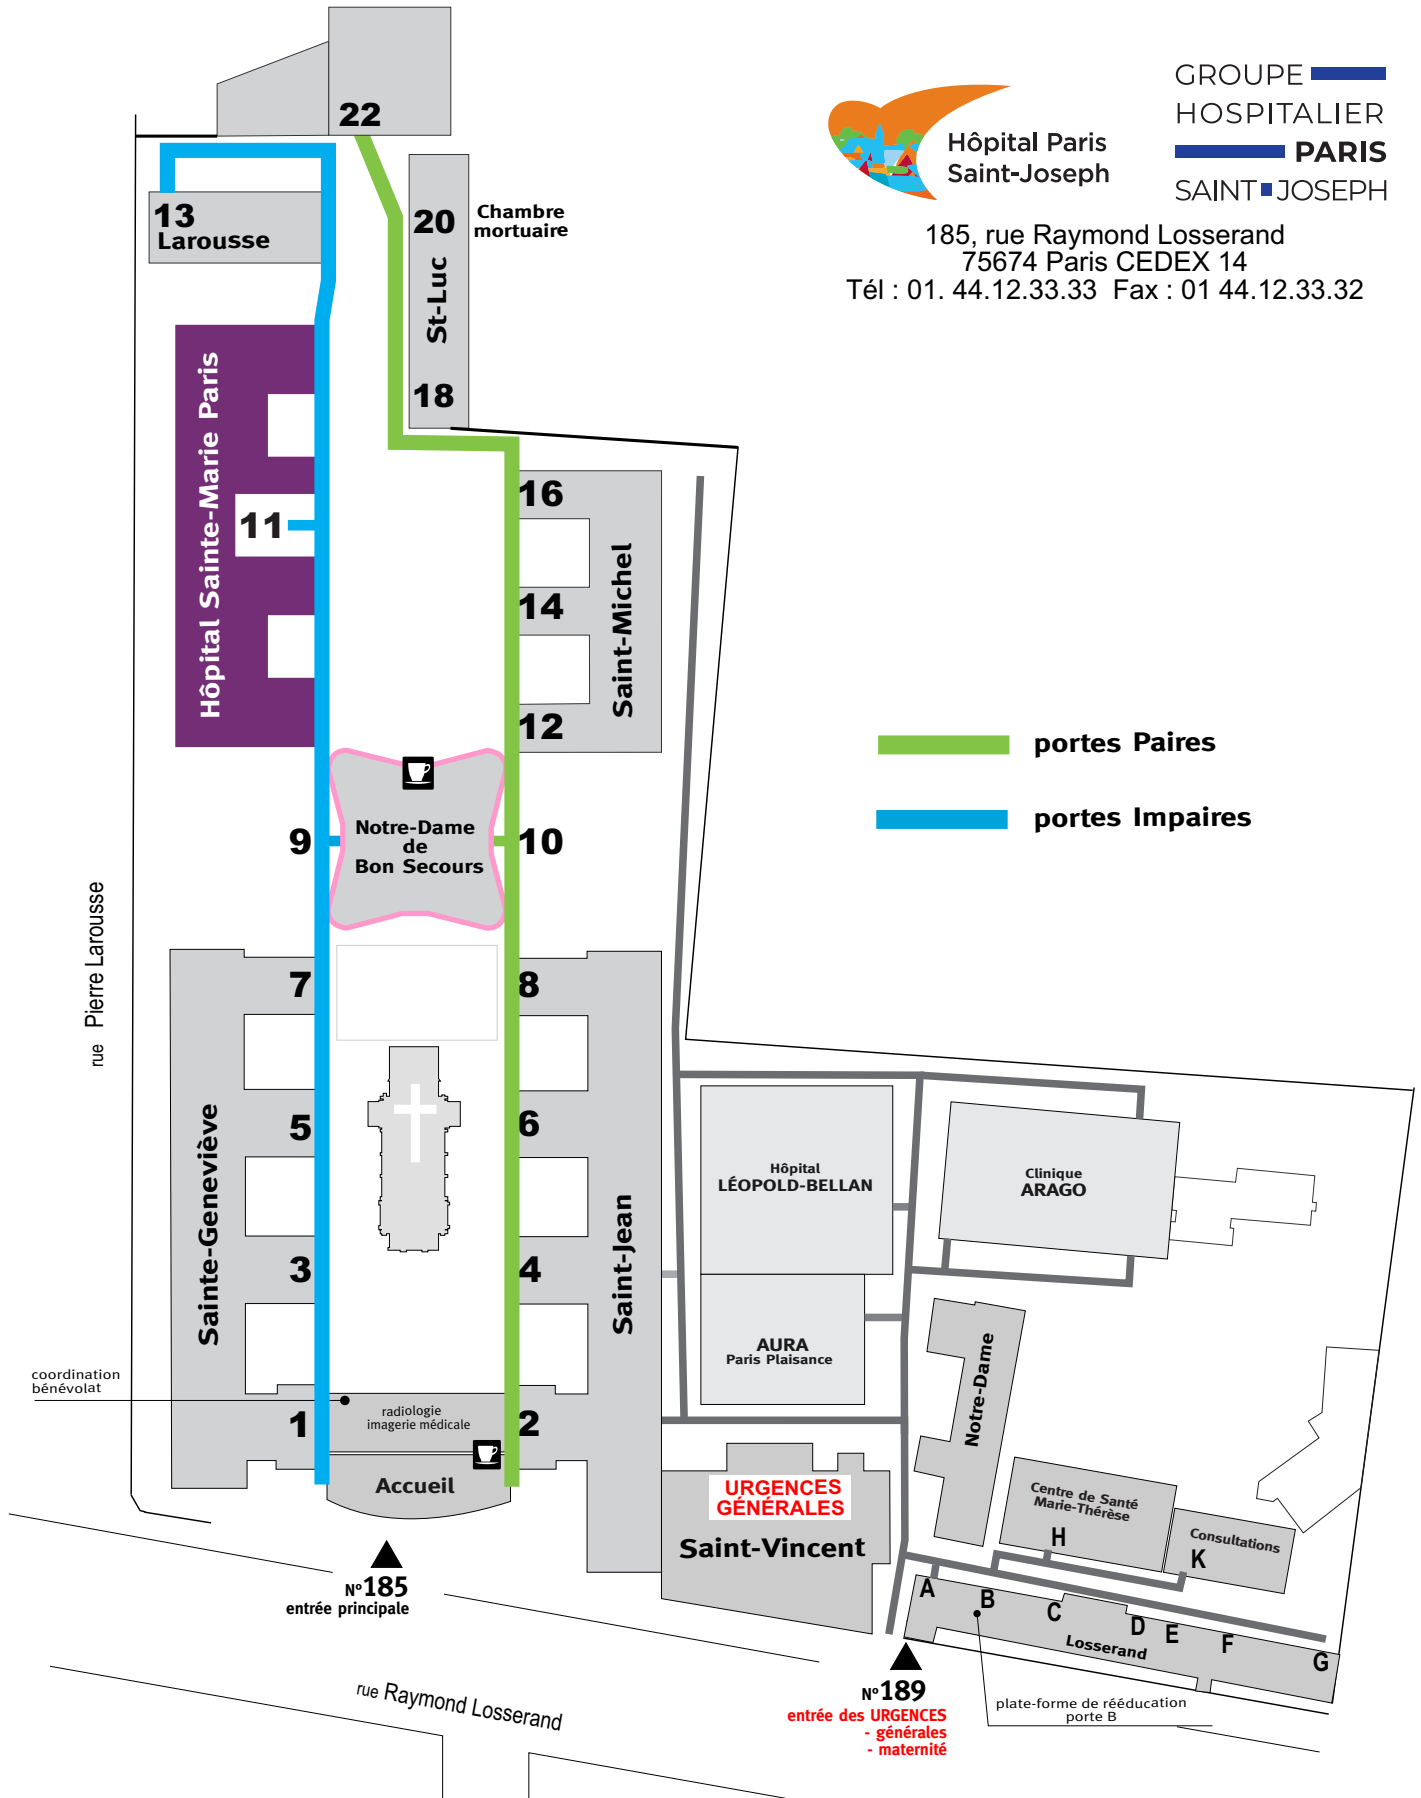 22
13
Larousse
20
Chambre
mortuaire
St-Luc
18
Hôpital Paris
Saint-Joseph
GROUPE
HOSPITALIER
PARIS
SAINT JOSEPH
185, rue Raymond Losserand
75674 Paris CEDEX 14
Tél : 01. 44.12.33.33 Fax : 01 44.12.33.32
Hôpital Sainte-Marie Paris
11
16
14
12
Saint-Michel
portes Paires
portes Impaires
Notre-Dame
de
Bon Secours
9
10
rue Pierre Larousse
7
8
5
6
3
4
1
2
Sainte-Geneviève
Saint-Jean
coordination
bénévolat
radiologie
imagerie médicale
Accueil
Hôpital
LÉOPOLD-BELLAN
Clinique
ARAGO
AURA
Paris Plaisance
Notre-Dame
URGENCES
GÉNÉRALES
Saint-Vincent
Centre de Santé
Marie-Thérèse
H
Consultations
K
A
B
C
D
E
F
G
Losserand
N°185
entrée principale
N°189
entrée des URGENCES
- générales
- maternité
plate-forme de rééducation
porte B
rue Raymond Losserand